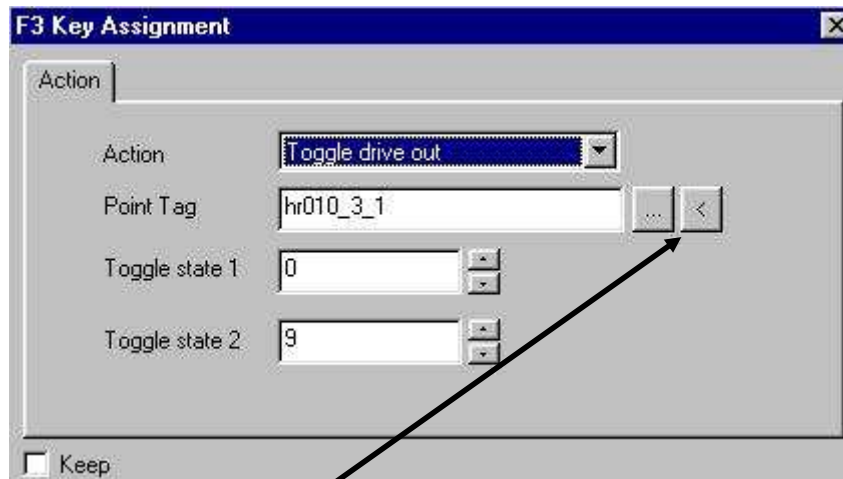 F3 Key Assignment
Action
Action Toggle drive out
Point Tag hr010_3_1 ... <
Toggle state 1 0
Toggle state 2 9
Keep